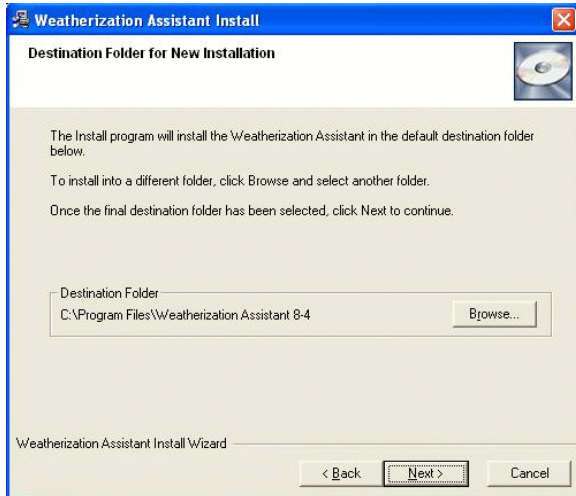 Weatherization Assistant Install
Destination Folder for New Installation
The Install program will install the Weatherization Assistant in the default destination folder
below.
To install into a different folder, click Browse and select another folder.
Once the final destination folder has been selected, click Next to continue.
Destination Folder
C:\Program Files\Weatherization Assistant 8-4
Browse...
Weatherization Assistant Install Wizard
< Back
Next >
Cancel